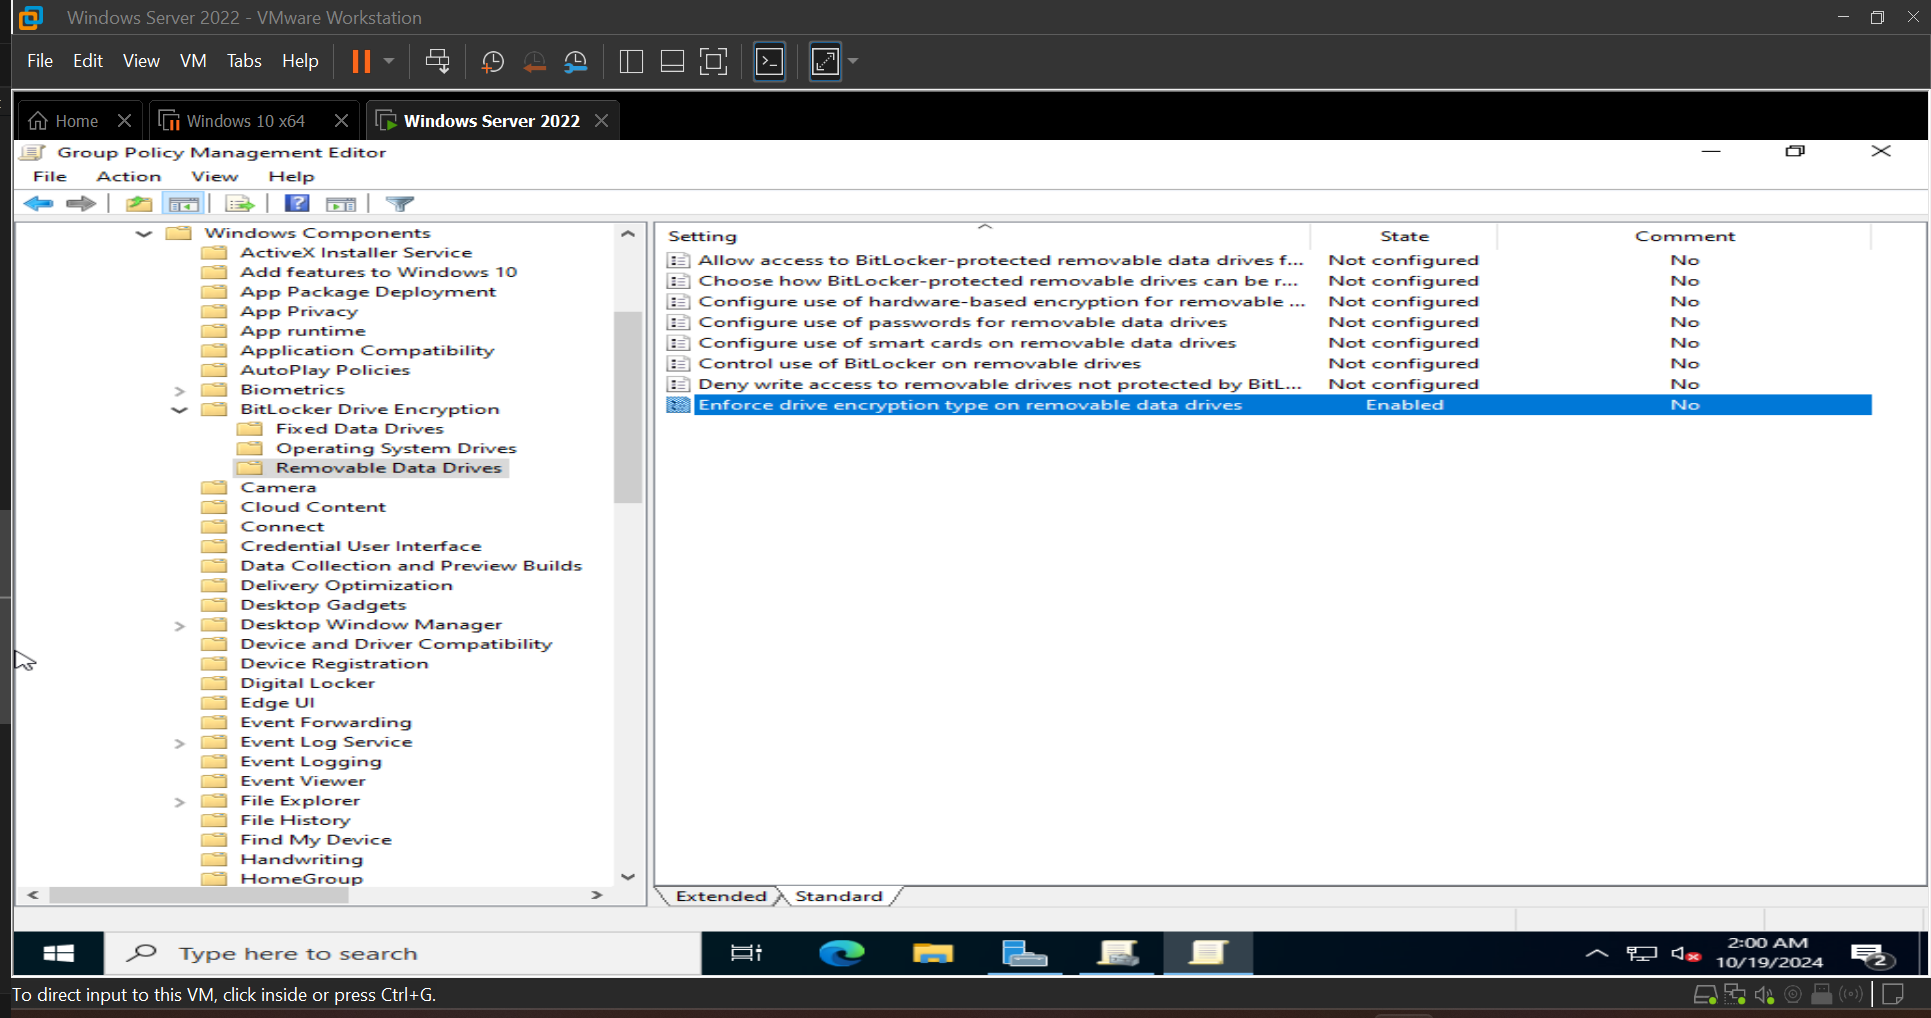 Windows Server 2022 - VMware Workstation
File Edit View VM Tabs Help
Home Windows 10 x64 Windows Server 2022
Group Policy Management Editor
File Action View Help
Windows Components
ActiveX Installer Service
Add features to Windows 10
App Package Deployment
App Privacy
App runtime
Application Compatibility
AutoPlay Policies
Biometrics
BitLocker Drive Encryption
Fixed Data Drives
Operating System Drives
Removable Data Drives
Camera
Cloud Content
Connect
Credential User Interface
Data Collection and Preview Builds
Delivery Optimization
Desktop Gadgets
Desktop Window Manager
Device and Driver Compatibility
Device Registration
Digital Locker
Edge UI
Event Forwarding
Event Log Service
Event Logging
Event Viewer
File Explorer
File History
Find My Device
Handwriting
HomeGroup
Setting State Comment
Allow access to BitLocker-protected removable data drives f... Not configured No
Choose how BitLocker-protected removable drives can be r... Not configured No
Configure use of hardware-based encryption for removable ... Not configured No
Configure use of passwords for removable data drives Not configured No
Configure use of smart cards on removable data drives Not configured No
Control use of BitLocker on removable drives Not configured No
Deny write access to removable drives not protected by BitL... Not configured No
Enforce drive encryption type on removable data drives Enabled No
Extended Standard
Type here to search
2:00 AM
10/19/2024
2
To direct input to this VM, click inside or press Ctrl+G.